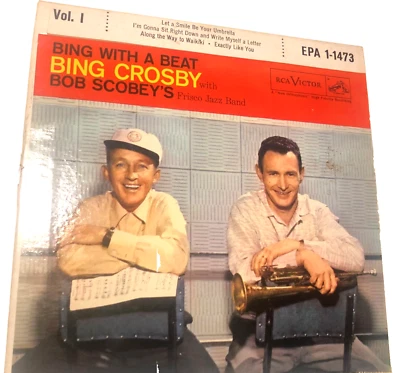 Vol. I
Let a Smile Be Your Umbrella
I'm Gonna Sit Right Down and Write Myself a Letter
Along the Way to Waikiki • Exactly Like You
EPA 1-1473
BING WITH A BEAT
BING CROSBY with
BOB SCOBEY'S Frisco Jazz Band
RCA VICTOR